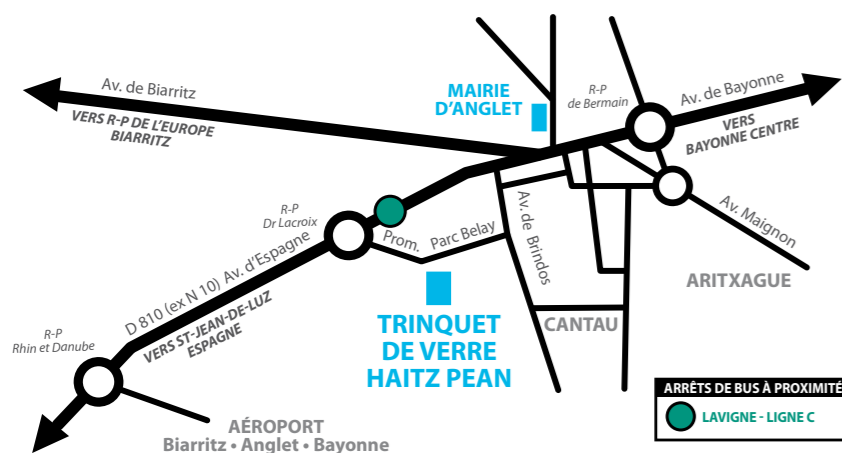 Av. de Biarritz
VERS R-P DE L'EUROPE
BIARRITZ
MAIRIE
D'ANGLET
R-P
de Bermain
Av. de Bayonne
VERS
BAYONNE CENTRE
R-P
Dr Lacroix
Prom. Parc Belay
Av. de Brindos
Av. Maignon
ARITXAGUE
D 810 (ex N 10) Av. d'Espagne
VERS ST-JEAN-DE-LUZ
ESPAGNE
TRINQUET
DE VERRE
HAITZ PEAN
CANTAU
R-P
Rhin et Danube
AÉROPORT
Biarritz • Anglet • Bayonne
ARRÊTS DE BUS À PROXIMITÉ
LAVIGNE - LIGNE C